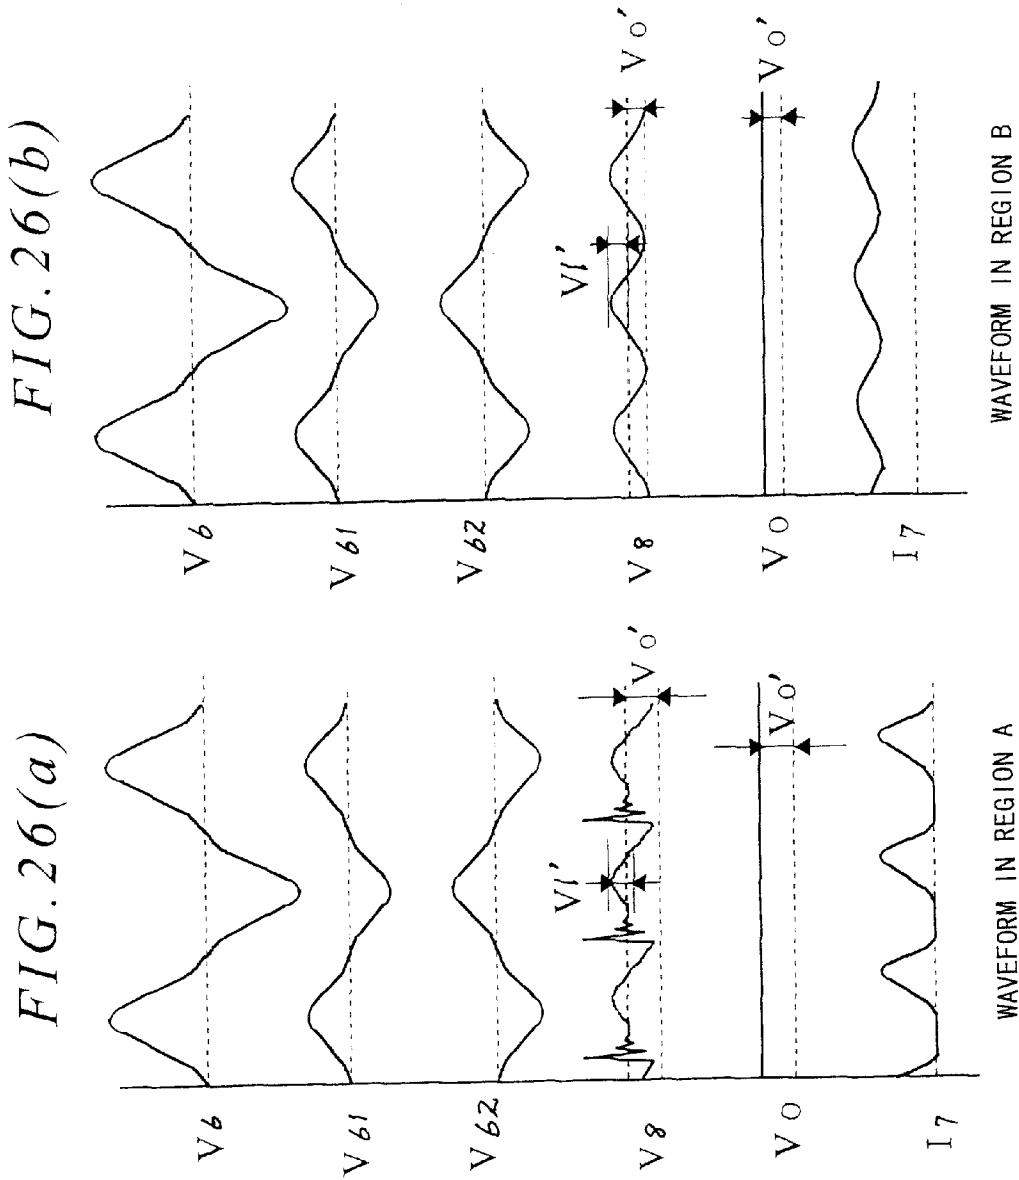 FIG. 26(a)
V6
V61
V62
V8
Vl'
Vo'
VO
Vo'
I7
WAVEFORM IN REGION A
FIG. 26(b)
V6
V61
V62
V8
Vl'
Vo'
VO
Vo'
I7
WAVEFORM IN REGION B